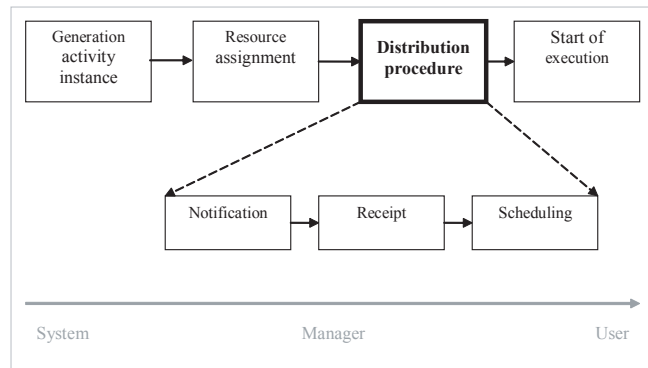 Generation
activity
instance
Resource
assignment
Distribution
procedure
Start of
execution
Notification
Receipt
Scheduling
System
Manager
User